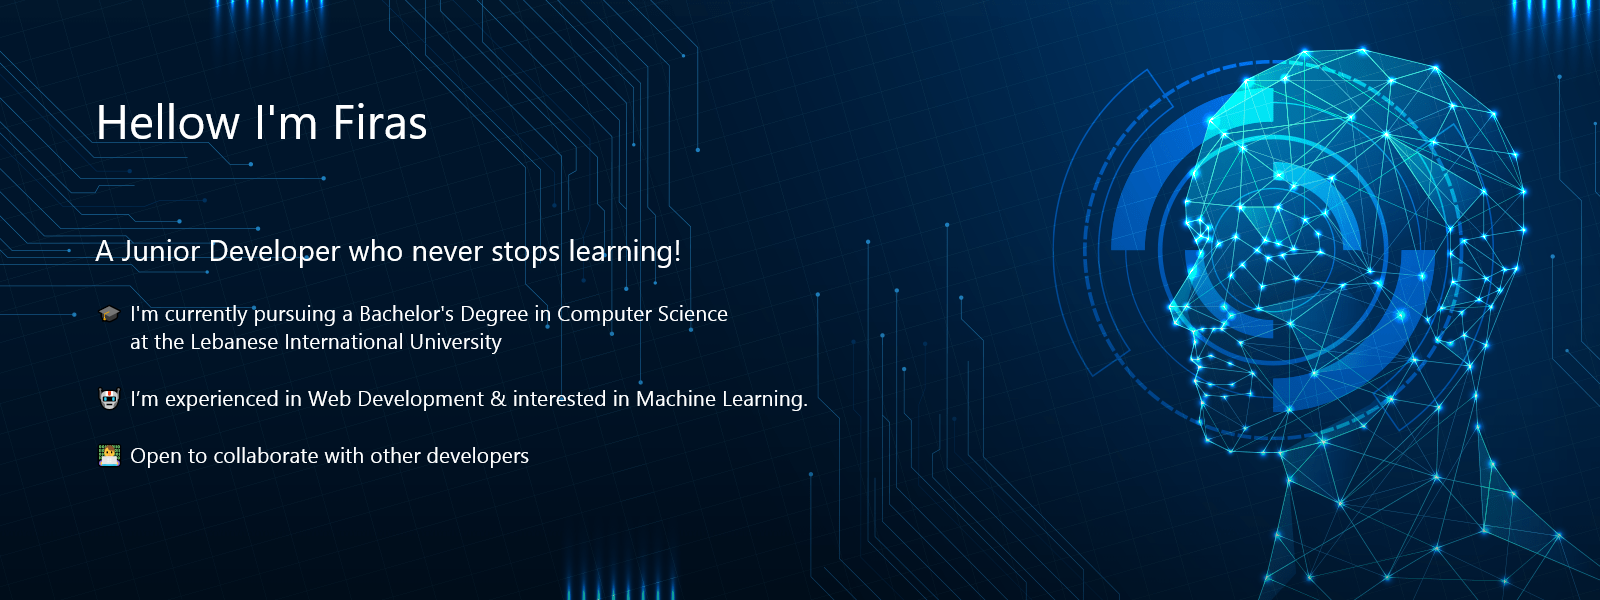 Hellow I'm Firas
A Junior Developer who never stops learning!
🎓 I'm currently pursuing a Bachelor's Degree in Computer Science
at the Lebanese International University
🤖 I’m experienced in Web Development & interested in Machine Learning.
👨‍💻 Open to collaborate with other developers